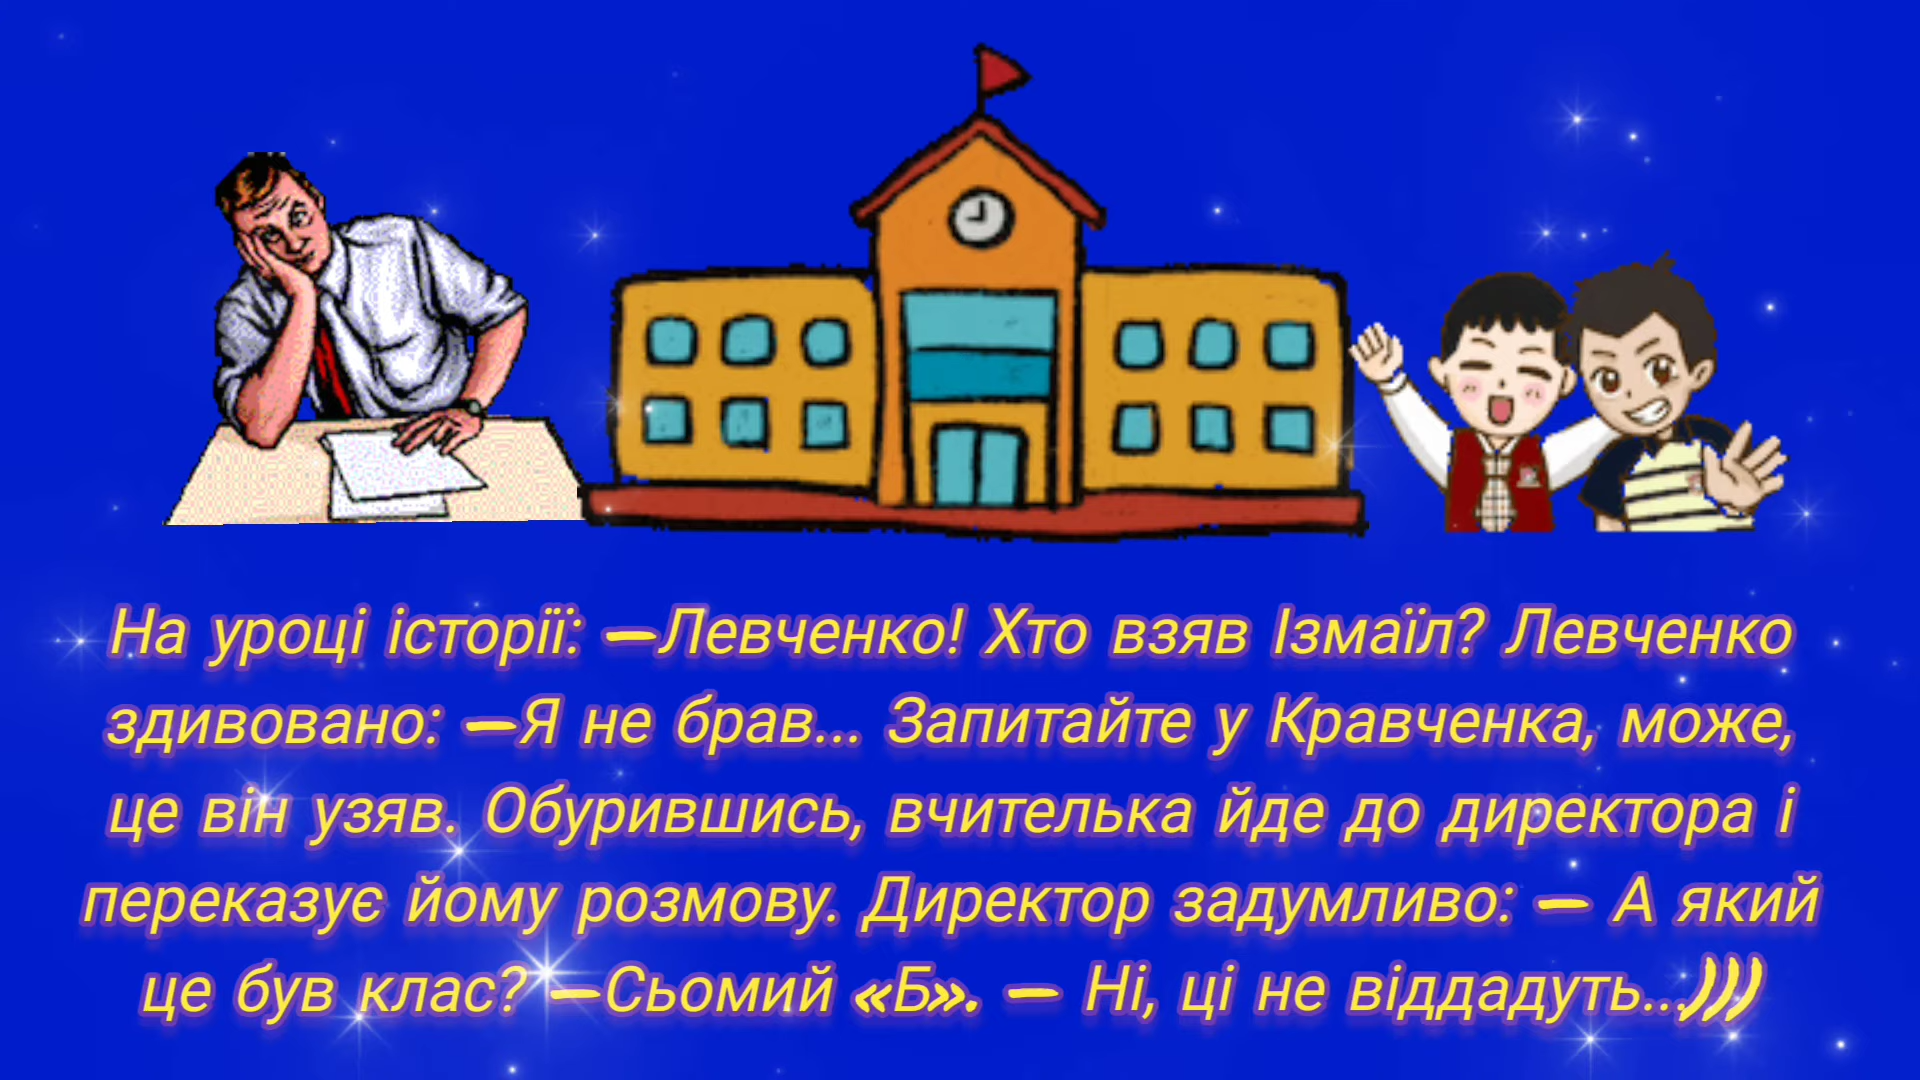 На уроці історії: —Левченко! Хто взяв Ізмаїл? Левченко
здивовано: —Я не брав... Запитайте у Кравченка, може,
це він узяв. Обурившись, вчителька йде до директора і
переказує йому розмову. Директор задумливо: — А який
це був клас? —Сьомий «Б». — Ні, ці не віддадуть...)))